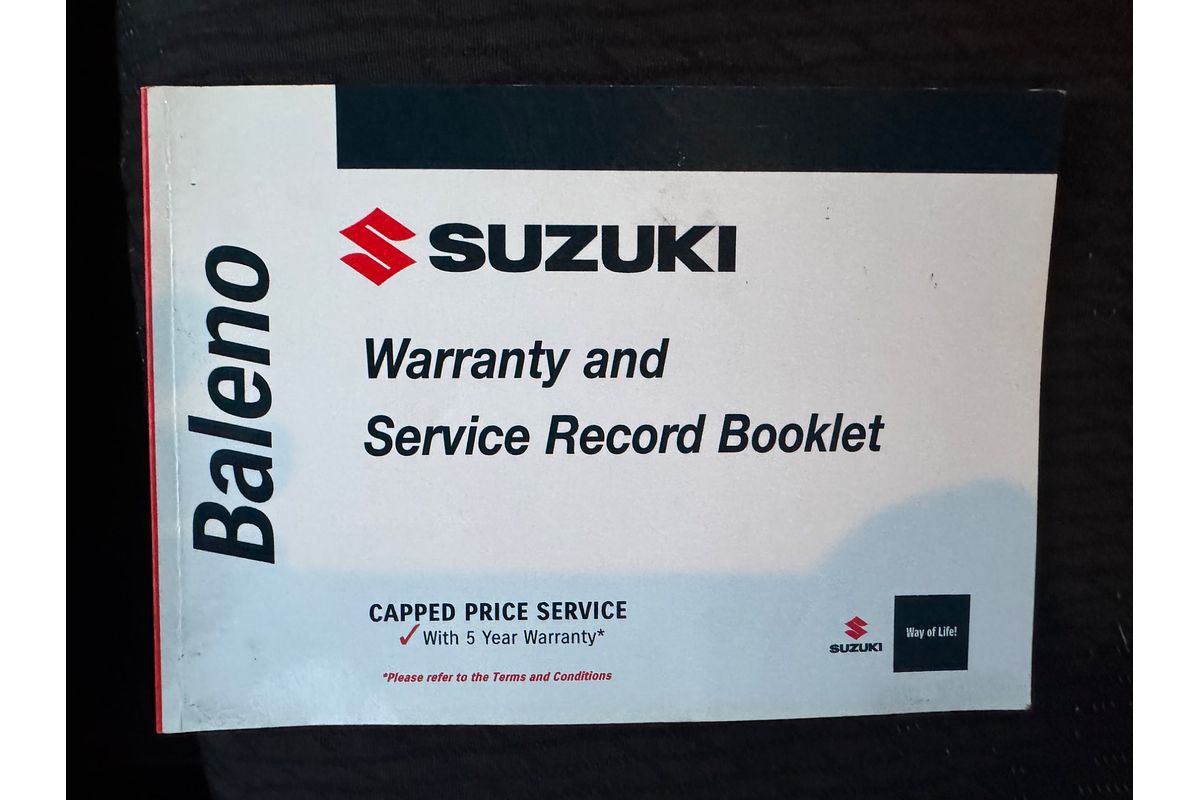 Baleno
SUZUKI
Warranty and
Service Record Booklet
CAPPED PRICE SERVICE
✓With 5 Year Warranty*
*Please refer to the Terms and Conditions
SUZUKI
Way of Life!